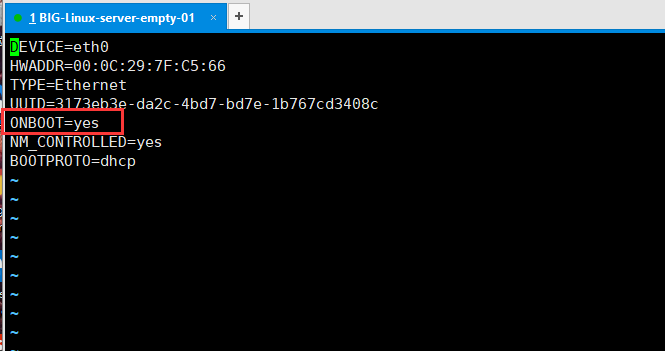 1 BIG-Linux-server-empty-01 × +
DEVICE=eth0
HWADDR=00:0C:29:7F:C5:66
TYPE=Ethernet
UUID=3173eb3e-da2c-4bd7-bd7e-1b767cd3408c
ONBOOT=yes
NM_CONTROLLED=yes
BOOTPROTO=dhcp
~
~
~
~
~
~
~
~
~